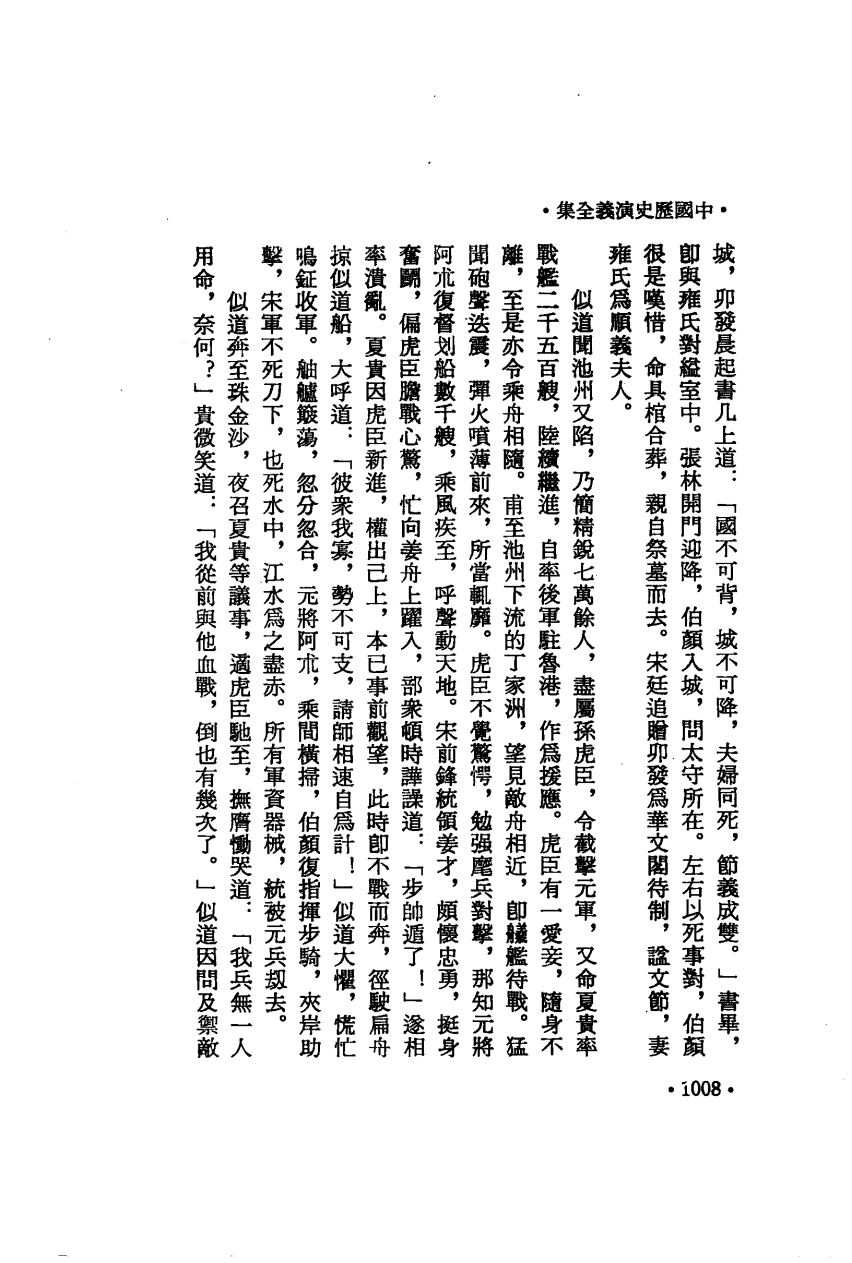 ·中國歷史演義全集·
城，卯發晨起書几上道：「國不可背，城不可降，夫婦同死，節義成雙。」書畢，
卽與雍氏對縊室中。張林開門迎降，伯顏入城，問太守所在。左右以死事對，伯顏
很是嘆惜，命具棺合葬，親自祭墓而去。宋廷追贈卯發爲華文閣待制，諡文節，妻
雍氏爲順義夫人。
似道聞池州又陷，乃簡精銳七萬餘人，盡屬孫虎臣，令截擊元軍，又命夏貴率
戰艦二千五百艘，陸續繼進，自率後軍駐魯港，作爲援應。虎臣有一愛妾，隨身不
離，至是亦令乘舟相隨。甫至池州下流的丁家洲，望見敵舟相近，卽艤艦待戰。猛
聞砲聲迭震，彈火噴薄前來，所當輒靡。虎臣不覺驚愕，勉强麾兵對擊，那知元將
阿朮復督划船數千艘，乘風疾至，呼聲動天地。宋前鋒統領姜才，頗懷忠勇，挺身
奮鬭，偏虎臣膽戰心驚，忙向姜舟上躍入，部衆頓時譁譟道：「步帥遁了！」遂相
率潰亂。夏貴因虎臣新進，權出己上，本已事前觀望，此時卽不戰而奔，徑駛扁舟
掠似道船，大呼道：「彼衆我寡，勢不可支，請師相速自爲計！」似道大懼，慌忙
鳴鉦收軍。舳艫簸蕩，忽分忽合，元將阿朮，乘間橫掃，伯顏復指揮步騎，夾岸助
擊，宋軍不死刀下，也死水中，江水爲之盡赤。所有軍資器械，統被元兵刼去。
似道奔至珠金沙，夜召夏貴等議事，適虎臣馳至，撫膺慟哭道：「我兵無一人
用命，奈何？」貴微笑道：「我從前與他血戰，倒也有幾次了。」似道因問及禦敵
·1008·